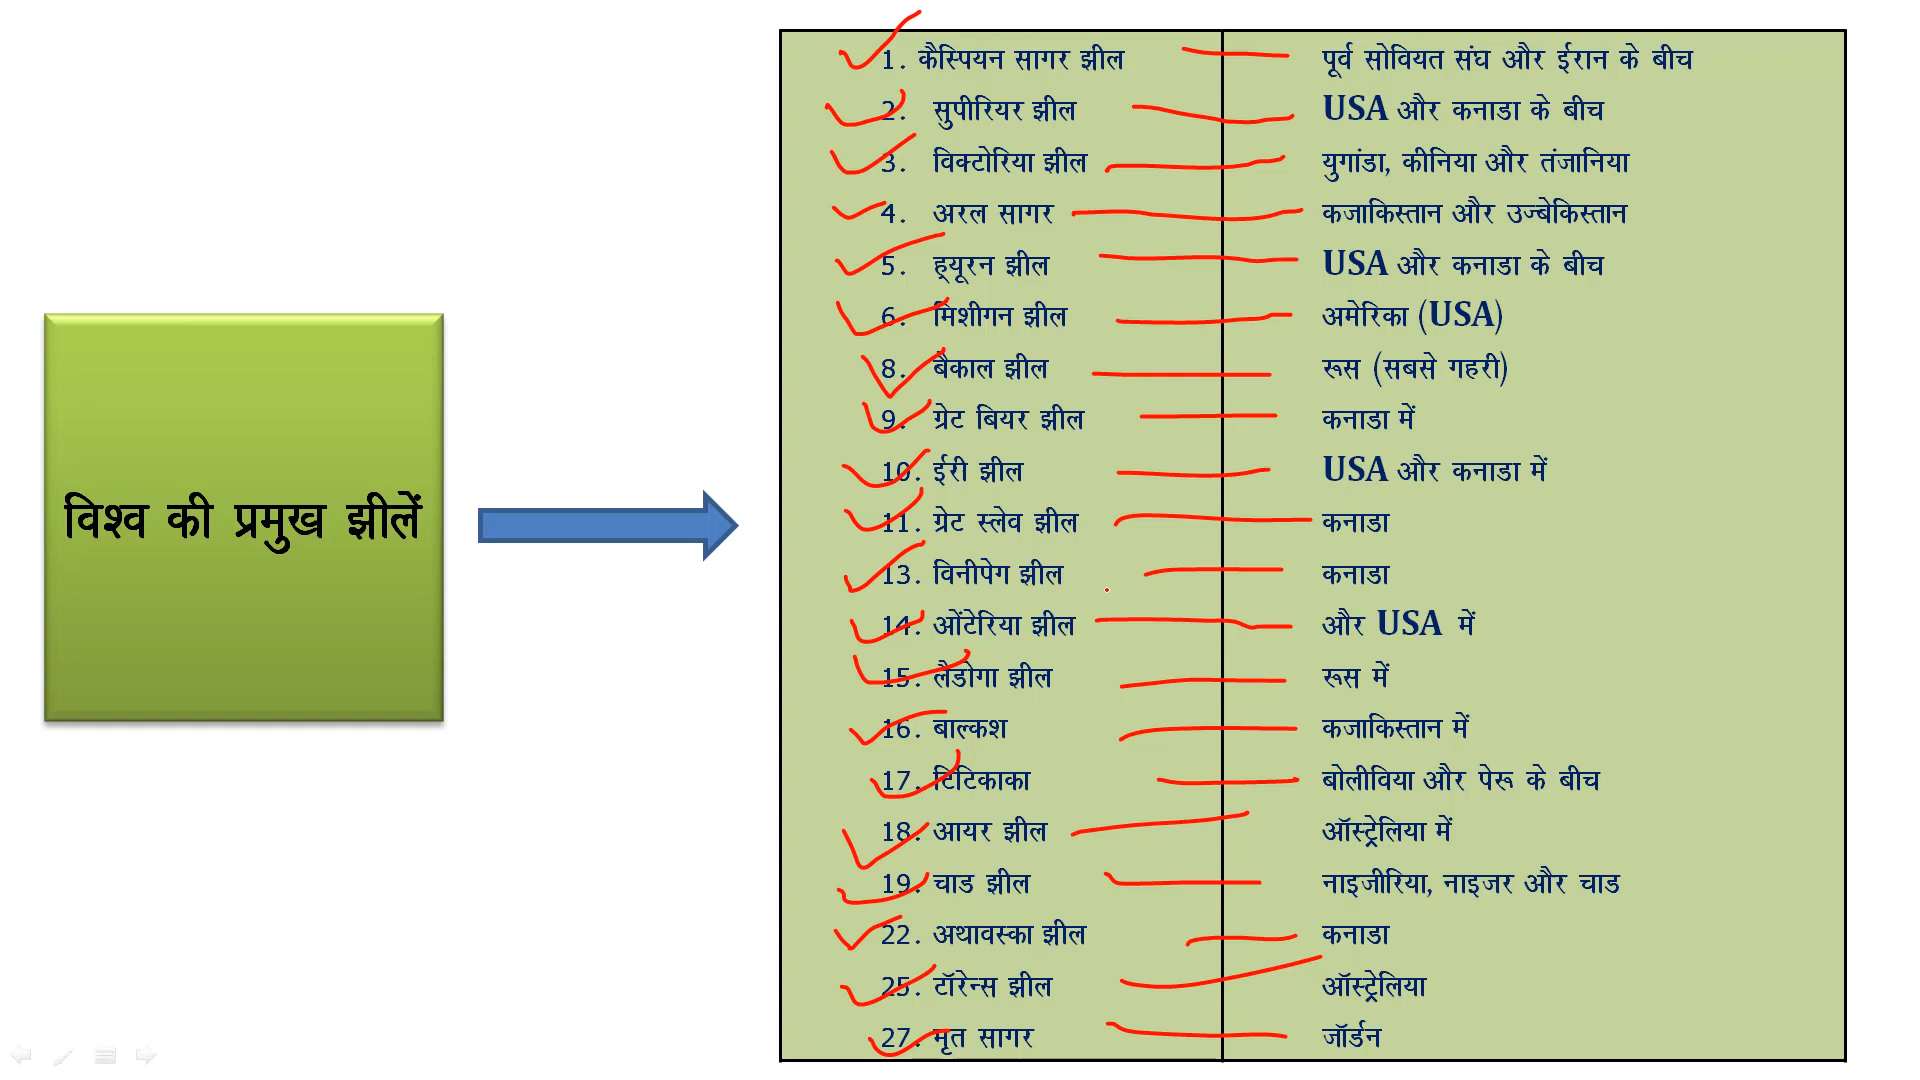 विश्व की प्रमुख झीलें
1. कैस्पियन सागर झील पूर्व सोवियत संघ और ईरान के बीच
2. सुपीरियर झील USA और कनाडा के बीच
3. विक्टोरिया झील युगांडा, कीनिया और तंजानिया
4. अरल सागर कजाकिस्तान और उज्बेकिस्तान
5. ह्यूरन झील USA और कनाडा के बीच
6. मिशीगन झील अमेरिका (USA)
8. बैकाल झील रूस (सबसे गहरी)
9. ग्रेट बियर झील कनाडा में
10. ईरी झील USA और कनाडा में
11. ग्रेट स्लेव झील कनाडा
13. विनीपेग झील कनाडा
14. ओंटेरिया झील और USA में
15. लैडोगा झील रूस में
16. बाल्कश कजाकिस्तान में
17. टिटिकाका बोलीविया और पेरू के बीच
18. आयर झील ऑस्ट्रेलिया में
19. चाड झील नाइजीरिया, नाइजर और चाड
22. अथावस्का झील कनाडा
25. टॉरेन्स झील ऑस्ट्रेलिया
27. मृत सागर जॉर्डन